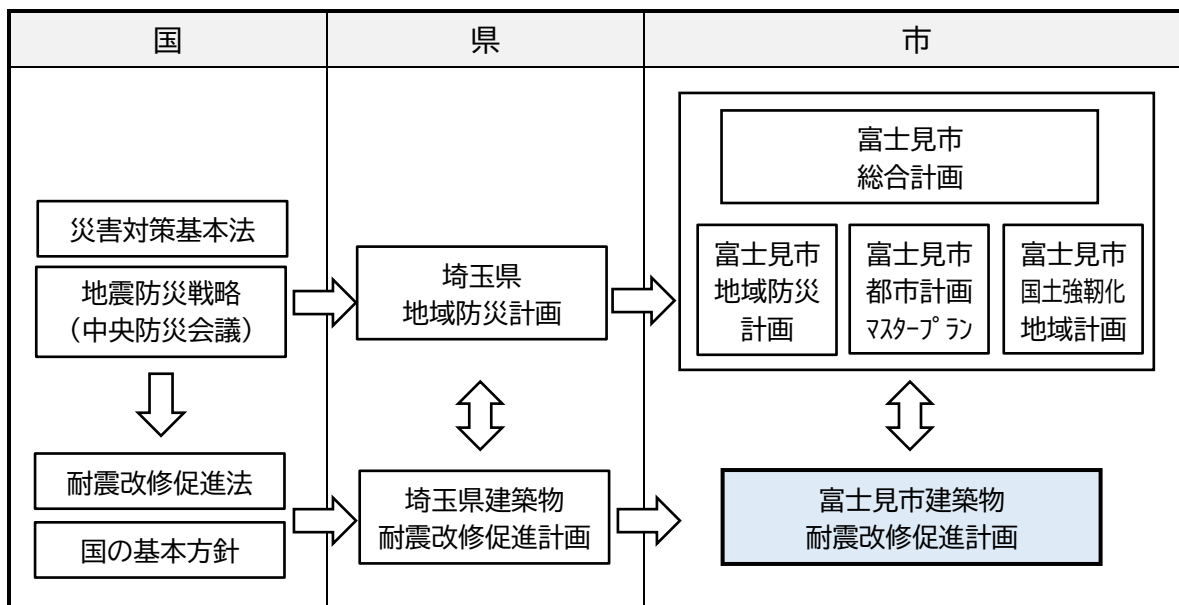 国
県
市
災害対策基本法
地震防災戦略
（中央防災会議）
耐震改修促進法
国の基本方針
埼玉県
地域防災計画
埼玉県建築物
耐震改修促進計画
富士見市
総合計画
富士見市
地域防災
計画
富士見市
都市計画
ﾏｽﾀｰﾌﾟﾗﾝ
富士見市
国土強靭化
地域計画
富士見市建築物
耐震改修促進計画